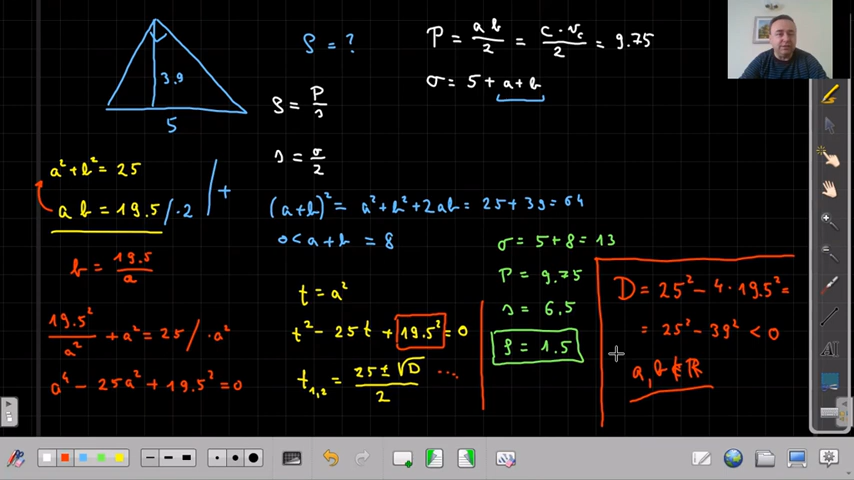 3.9
5
ρ = ?
P = ab/2 = c · v_c/2 = 9.75
σ = 5 + a + b
ρ = P/s
s = σ/2
a² + b² = 25
a b = 19.5 / · 2 | +
b = 19.5/a
19.5²/a² + a² = 25 / · a²
a⁴ - 25a² + 19.5² = 0
(a+b)² = a² + b² + 2ab = 25 + 39 = 64
0 < a + b = 8
t = a²
t² - 25t + 19.5² = 0
t₁,₂ = 25 ± √D/2 ...
σ = 5 + 8 = 13
P = 9.75
s = 6.5
ρ = 1.5
D = 25² - 4 · 19.5² =
= 25² - 39² < 0
a, b ∉ ℝ